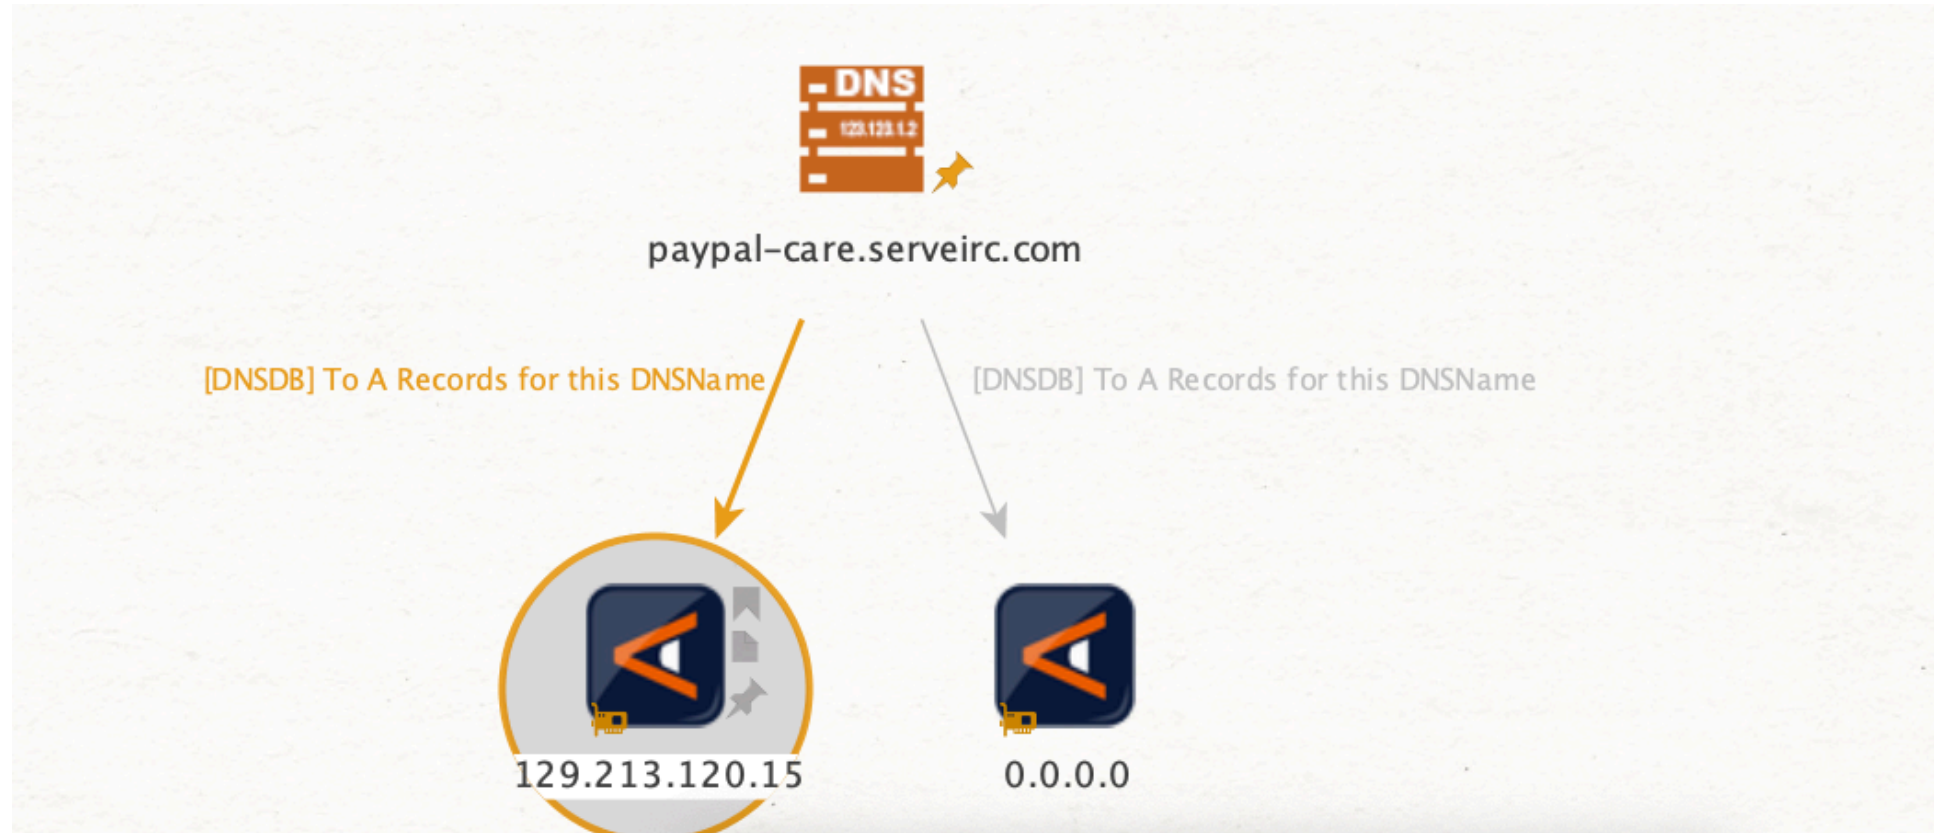 DNS
123.123.1.2
paypal-care.serveirc.com
[DNSDB] To A Records for this DNSName
[DNSDB] To A Records for this DNSName
129.213.120.15
0.0.0.0